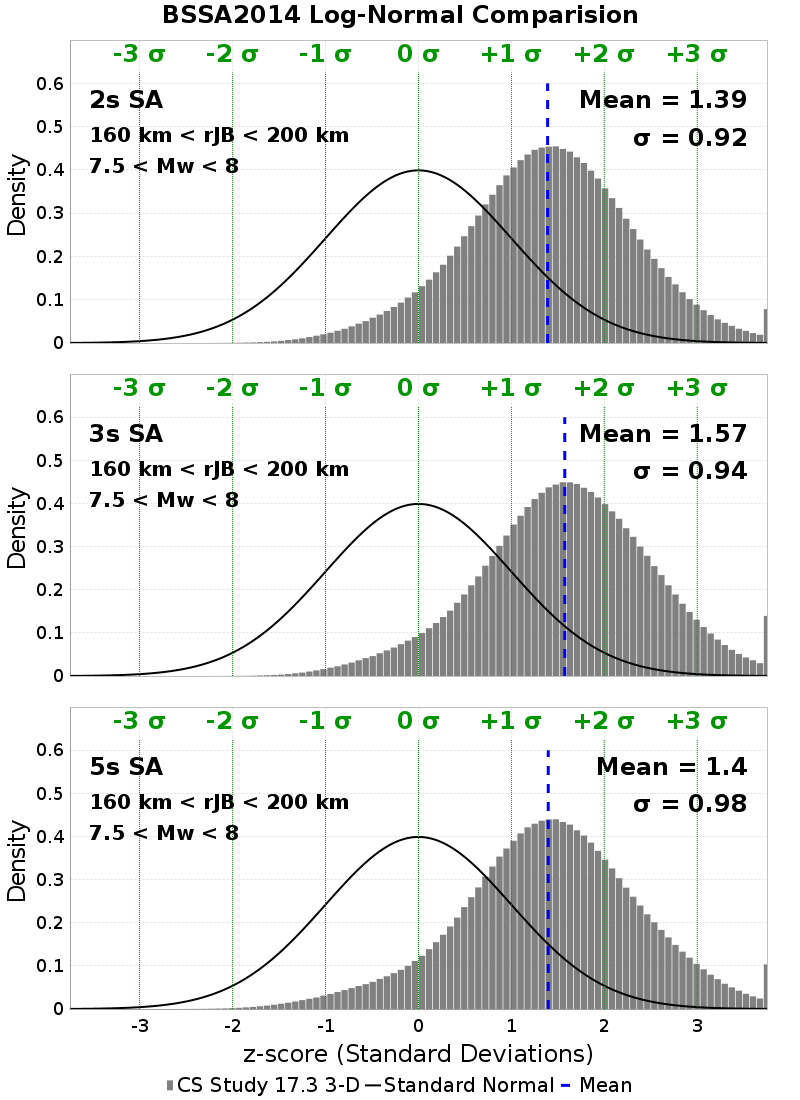 BSSA2014 Log-Normal Comparision
-3 σ -2 σ -1 σ 0 σ +1 σ +2 σ +3 σ
0.6
2s SA Mean = 1.39
0.5
160 km < rJB < 200 km σ = 0.92
7.5 < Mw < 8
0.4
Density
0.3
0.2
0.1
0
-3 σ -2 σ -1 σ 0 σ +1 σ +2 σ +3 σ
0.6
3s SA Mean = 1.57
0.5
160 km < rJB < 200 km σ = 0.94
7.5 < Mw < 8
0.4
Density
0.3
0.2
0.1
0
-3 σ -2 σ -1 σ 0 σ +1 σ +2 σ +3 σ
0.6
5s SA Mean = 1.4
0.5
160 km < rJB < 200 km σ = 0.98
7.5 < Mw < 8
0.4
Density
0.3
0.2
0.1
0
-3 -2 -1 0 1 2 3
z-score (Standard Deviations)
CS Study 17.3 3-D Standard Normal Mean